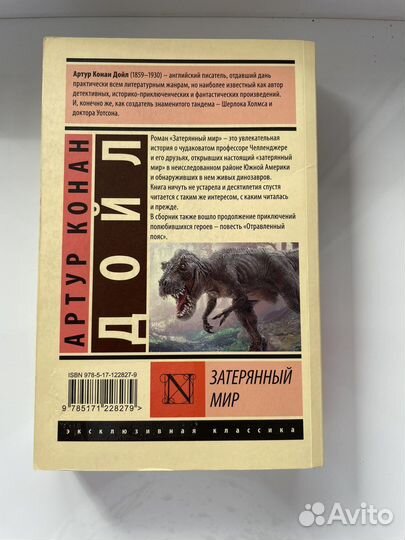 Артур Конан Дойл (1859–1930) – английский писатель, отдавший дань
практически всем литературным жанрам, но наиболее известный как автор
детективных, историко-приключенческих и фантастических произведений.
И, конечно же, как создатель знаменитого тандема – Шерлока Холмса и
доктора Уотсона.
АРТУР КОНАН
ДОЙЛ
Роман «Затерянный мир» – это увлекательная
история о чудаковатом профессоре Челленджере
и его друзьях, открывших настоящий «затерянный
мир» в неисследованном районе Южной Америки
и обнаруживших в нем живых динозавров.
Книга ничуть не устарела и десятилетия спустя
читается с таким же интересом, с каким читалась
и прежде.
В сборник также вошло продолжение приключений
полюбившихся героев – повесть «Отравленный
пояс».
ISBN 978-5-17-122827-9
9 785171 228279 >
N
ЗАТЕРЯННЫЙ
МИР
эксклюзивная классика
Avito